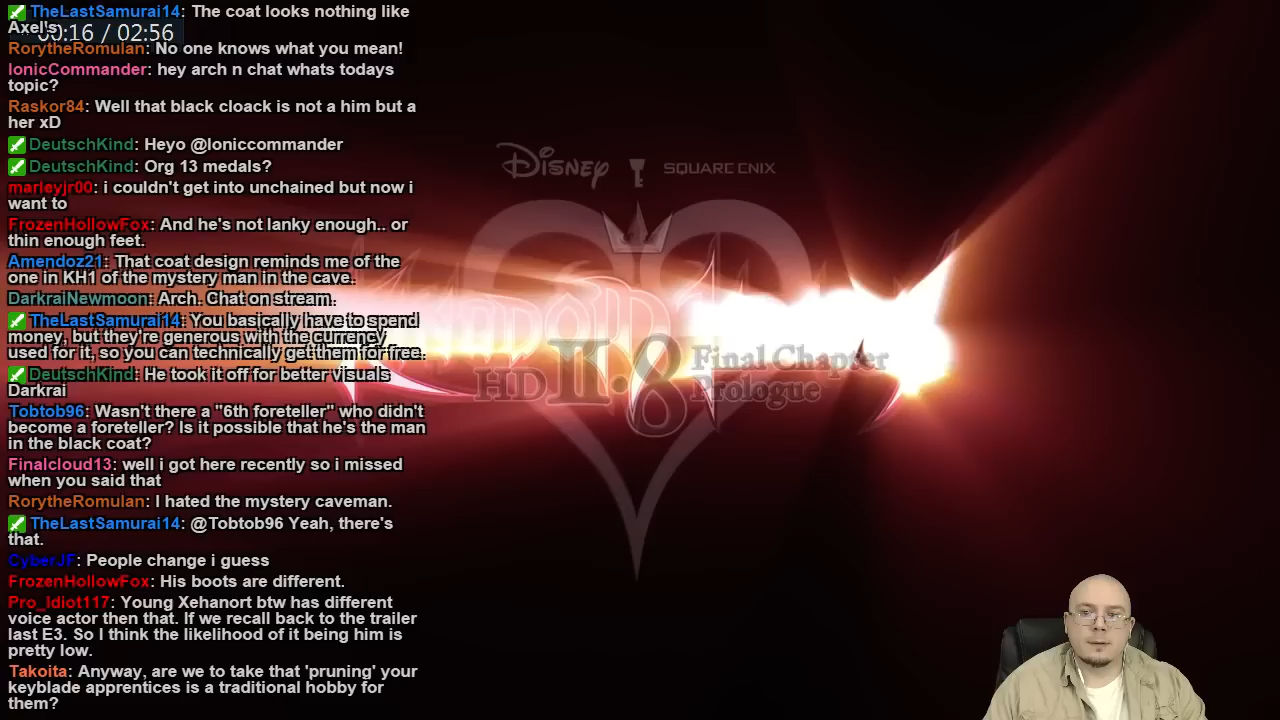 TheLastSamurai14: The coat looks nothing like
Axel's.
00:16 / 02:56
RorytheRomulan: No one knows what you mean!
IonicCommander: hey arch n chat whats todays
topic?
Raskor84: Well that black cloack is not a him but a
her xD
DeutschKind: Heyo @Ioniccommander
DeutschKind: Org 13 medals?
marleyjr00: i couldn't get into unchained but now i
want to
FrozenHollowFox: And he's not lanky enough.. or
thin enough feet.
Amendoz21: That coat design reminds me of the
one in KH1 of the mystery man in the cave.
DarkraiNewmoon: Arch. Chat on stream.
TheLastSamurai14: You basically have to spend
money, but they're generous with the currency
used for it, so you can technically get them for free.
DeutschKind: He took it off for better visuals
Darkrai
Tobtob96: Wasn't there a "6th foreteller" who didn't
become a foreteller? Is it possible that he's the man
in the black coat?
Finalcloud13: well i got here recently so i missed
when you said that
RorytheRomulan: I hated the mystery caveman.
TheLastSamurai14: @Tobtob96 Yeah, there's
that.
CyberJF: People change i guess
FrozenHollowFox: His boots are different.
Pro_Idiot117: Young Xehanort btw has different
voice actor then that. If we recall back to the trailer
last E3. So I think the likelihood of it being him is
pretty low.
Takoita: Anyway, are we to take that 'pruning' your
keyblade apprentices is a traditional hobby for
them?
Disney SQUARE ENIX
HD II.8 Final Chapter
Prologue